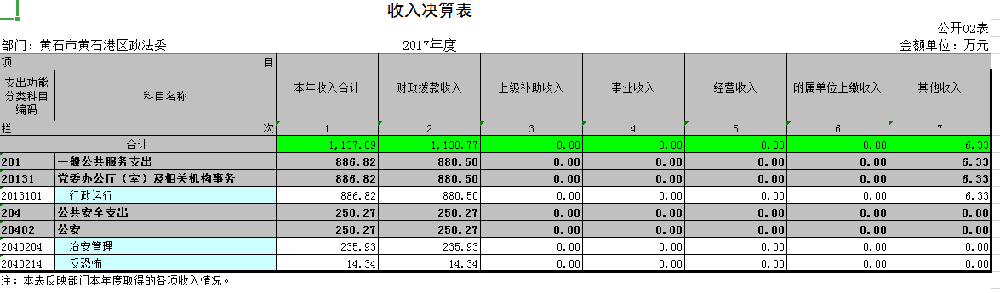 收入决算表
公开02表
部门：黄石市黄石港区政法委 2017年度 金额单位：万元
项 目
支出功能分类科目编码 科目名称 本年收入合计 财政拨款收入 上级补助收入 事业收入 经营收入 附属单位上缴收入 其他收入
栏 次 1 2 3 4 5 6 7
合计 1,137.09 1,130.77 0.00 0.00 0.00 0.00 6.33
201 一般公共服务支出 886.82 880.50 0.00 0.00 0.00 0.00 6.33
20131 党委办公厅（室）及相关机构事务 886.82 880.50 0.00 0.00 0.00 0.00 6.33
2013101 行政运行 886.82 880.50 0.00 0.00 0.00 0.00 6.33
204 公共安全支出 250.27 250.27 0.00 0.00 0.00 0.00 0.00
20402 公安 250.27 250.27 0.00 0.00 0.00 0.00 0.00
2040204 治安管理 235.93 235.93 0.00 0.00 0.00 0.00 0.00
2040214 反恐怖 14.34 14.34 0.00 0.00 0.00 0.00 0.00
注：本表反映部门本年度取得的各项收入情况。